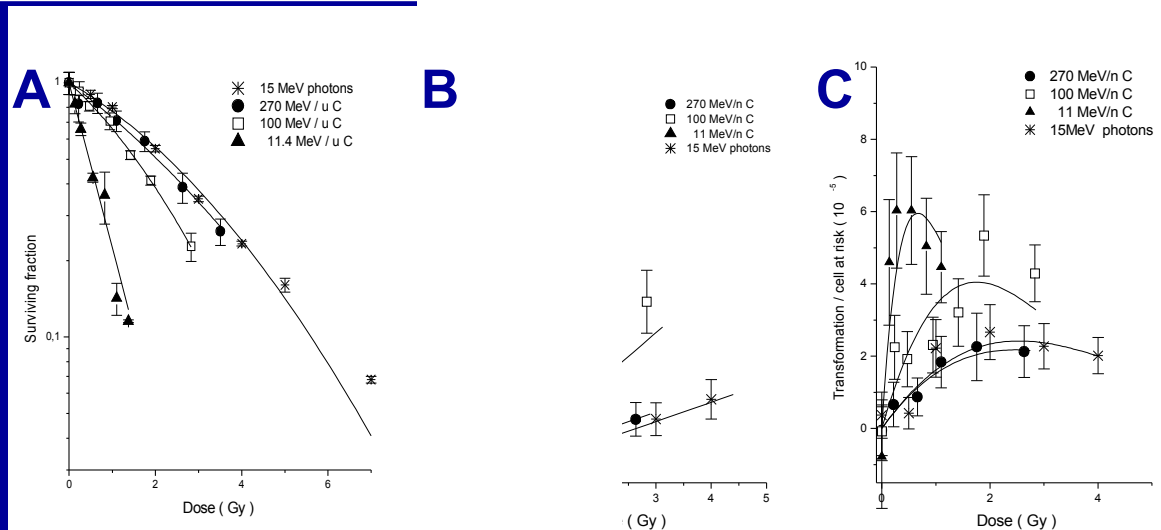 A
1
15 MeV photons
270 MeV / u C
100 MeV / u C
11.4 MeV / u C
0,1
Surviving fraction
0 2 4 6
Dose ( Gy )
B
270 MeV/n C
100 MeV/n C
11 MeV/n C
15 MeV photons
3 4 5
( Gy )
C
270 MeV/n C
100 MeV/n C
11 MeV/n C
15MeV photons
10
8
6
4
2
0
Transformation / cell at risk ( 10 -5 )
0 2 4
Dose ( Gy )